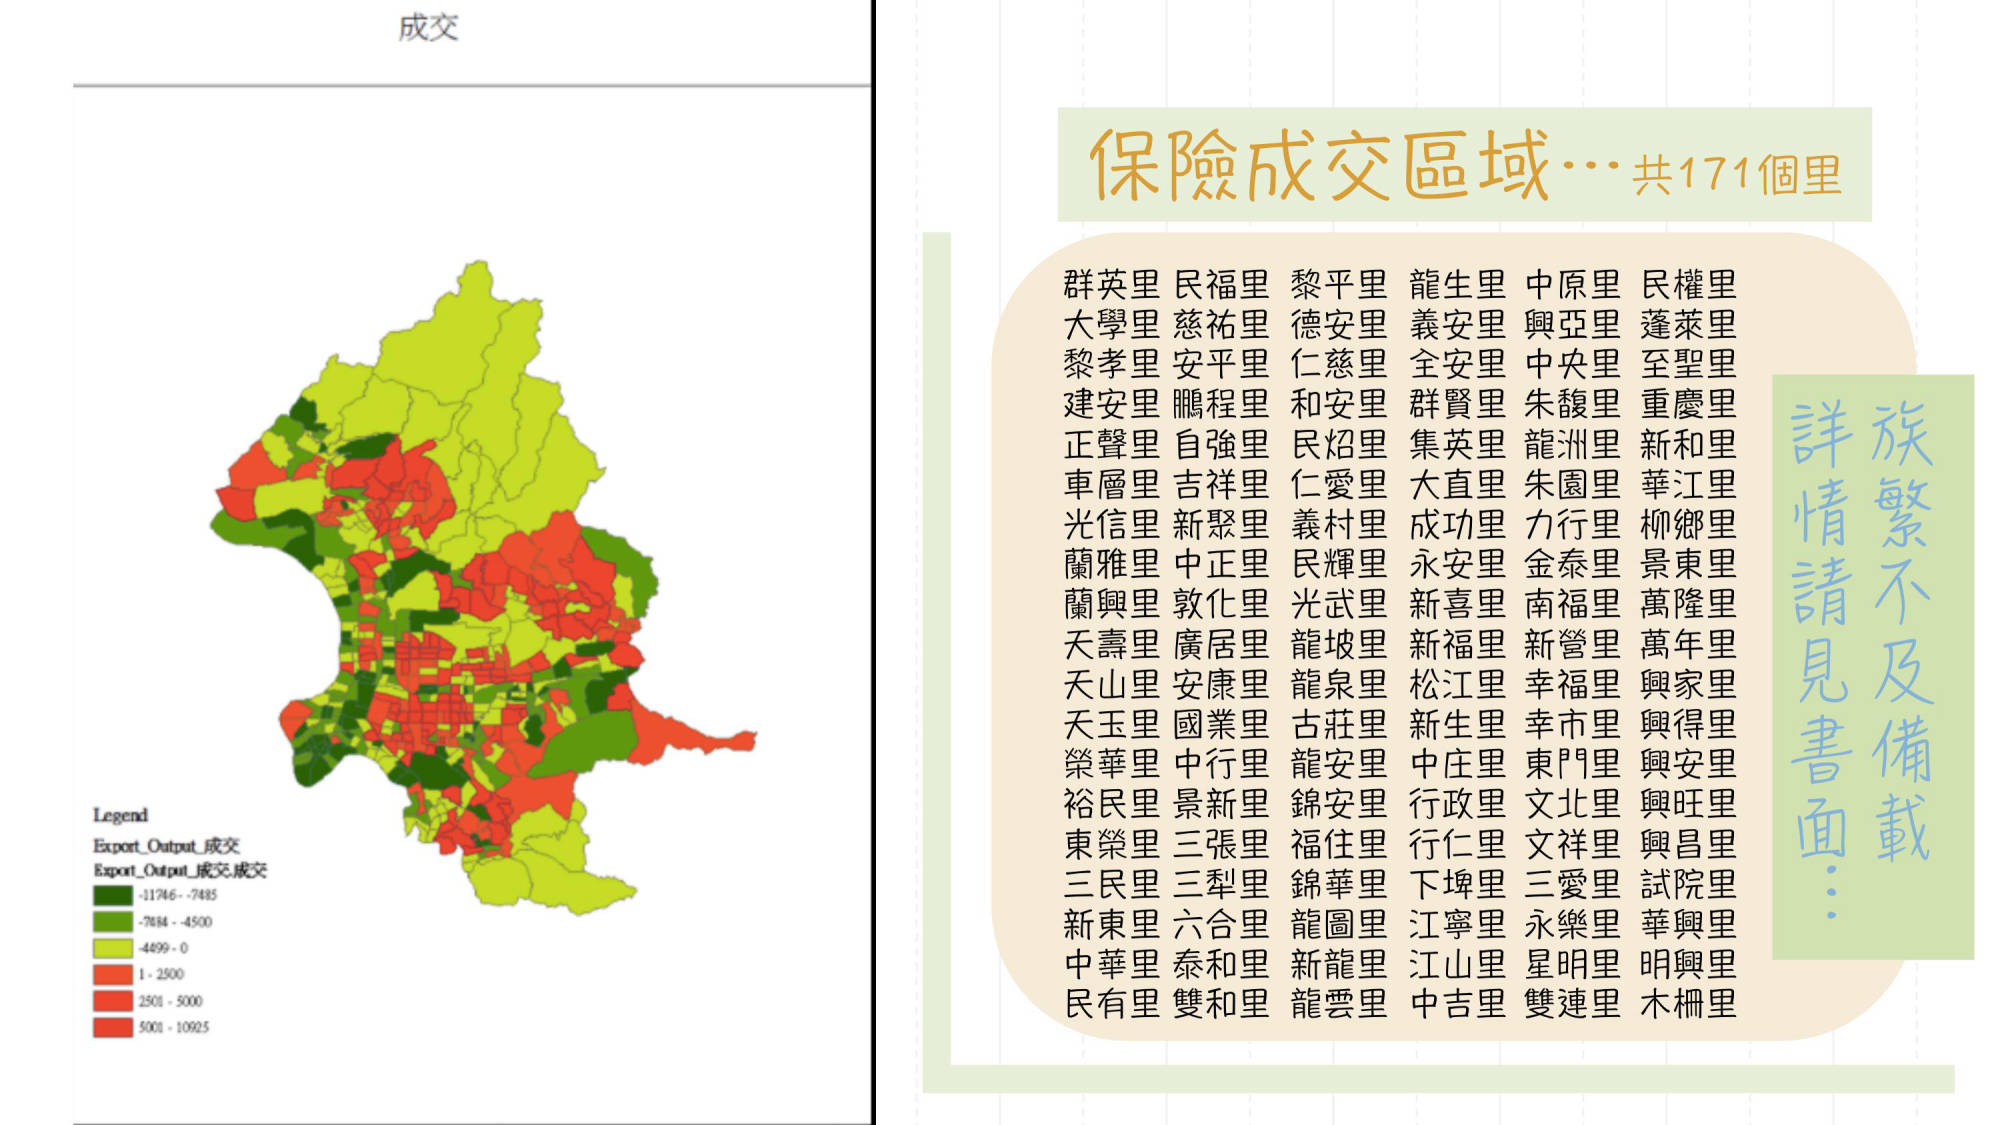 成交
Legend
Export_Output_成交
Export_Output_成交.成交
-11746 - -7485
-7484 - -4500
-4499 - 0
1 - 2500
2501 - 5000
5001 - 10925
保險成交區域…共171個里
群英里 民福里 黎平里 龍生里 中原里 民權里
大學里 慈祐里 德安里 義安里 興亞里 蓬萊里
黎孝里 安平里 仁慈里 全安里 中央里 至聖里
建安里 鵬程里 和安里 群賢里 朱馥里 重慶里
正聲里 自強里 民炤里 集英里 龍洲里 新和里
車層里 吉祥里 仁愛里 大直里 朱園里 華江里
光信里 新聚里 義村里 成功里 力行里 柳鄉里
蘭雅里 中正里 民輝里 永安里 金泰里 景東里
蘭興里 敦化里 光武里 新喜里 南福里 萬隆里
天壽里 廣居里 龍坡里 新福里 新營里 萬年里
天山里 安康里 龍泉里 松江里 幸福里 興家里
天玉里 國業里 古莊里 新生里 幸市里 興得里
榮華里 中行里 龍安里 中庄里 東門里 興安里
裕民里 景新里 錦安里 行政里 文北里 興旺里
東榮里 三張里 福住里 行仁里 文祥里 興昌里
三民里 三犁里 錦華里 下埤里 三愛里 試院里
新東里 六合里 龍圖里 江寧里 永樂里 華興里
中華里 泰和里 新龍里 江山里 星明里 明興里
民有里 雙和里 龍雲里 中吉里 雙連里 木柵里
族繁不及備載
詳情請見書面…